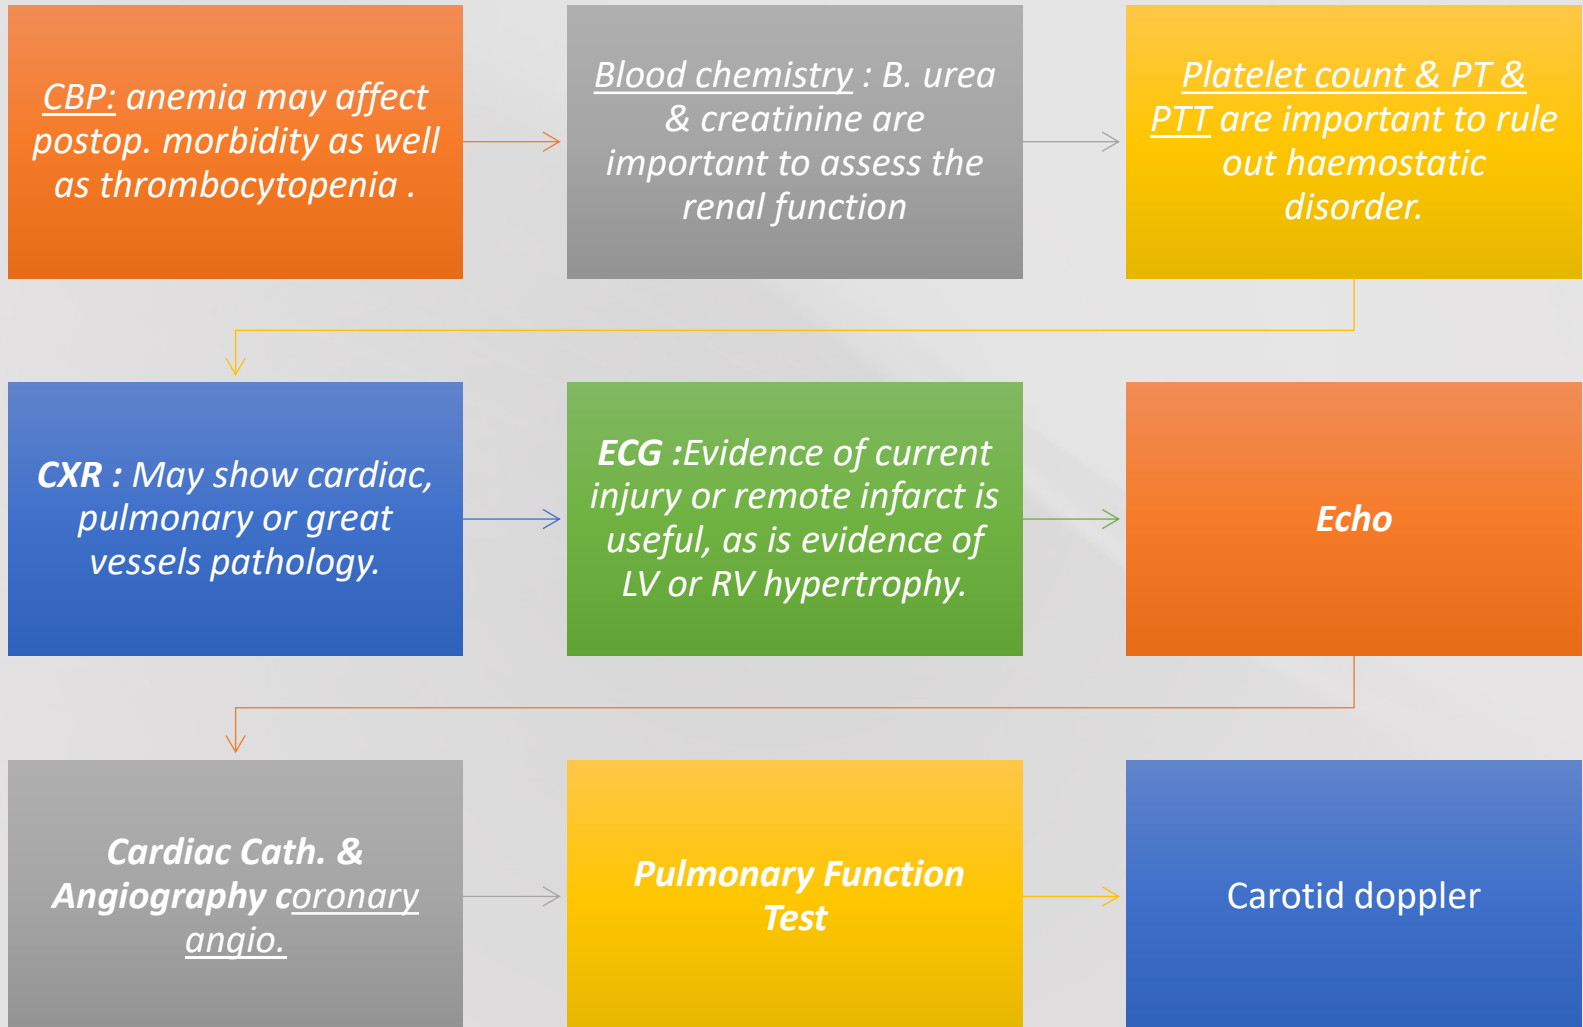 CBP: anemia may affect
postop. morbidity as well
as thrombocytopenia .
Blood chemistry : B. urea
& creatinine are
important to assess the
renal function
Platelet count & PT &
PTT are important to rule
out haemostatic
disorder.
CXR : May show cardiac,
pulmonary or great
vessels pathology.
ECG :Evidence of current
injury or remote infarct is
useful, as is evidence of
LV or RV hypertrophy.
Echo
Cardiac Cath. &
Angiography coronary
angio.
Pulmonary Function
Test
Carotid doppler